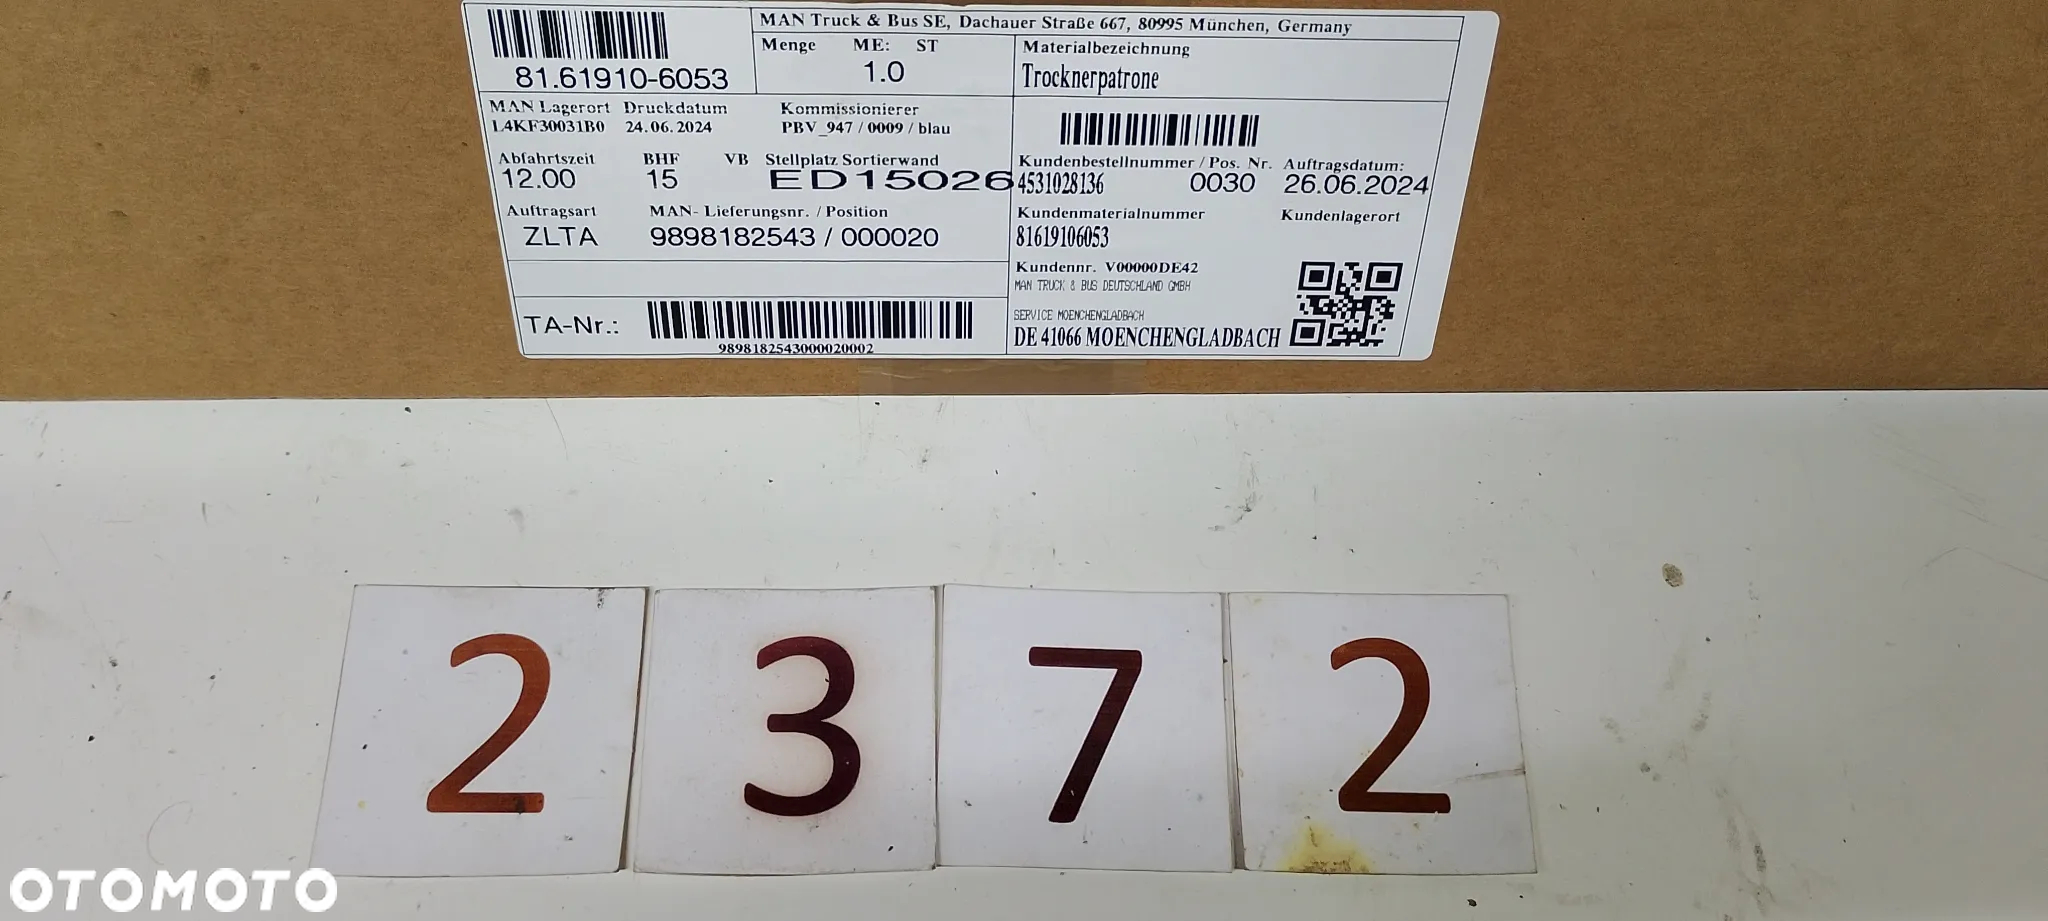 MAN Truck & Bus SE, Dachauer Straße 667, 80995 München, Germany
81.61910-6053
Menge ME: ST
1.0
Materialbezeichnung
Trocknerpatrone
MAN Lagerort Druckdatum Kommissionierer
L4KF30031B0 24.06.2024 PBV_947 / 0009 / blau
Abfahrtszeit BHF VB Stellplatz Sortierwand
12.00 15 ED15026
Kundenbestellnummer / Pos. Nr. Auftragsdatum:
4531028136 0030 26.06.2024
Auftragsart MAN- Lieferungsnr. / Position
ZLTA 9898182543 / 000020
Kundenmaterialnummer Kundenlagerort
81619106053
Kundennr. V00000DE42
MAN TRUCK & BUS DEUTSCHLAND GMBH
SERVICE MOENCHENGLADBACH
DE 41066 MOENCHENGLADBACH
TA-Nr.:
9898182543000020002
2 3 7 2
OTOMOTO